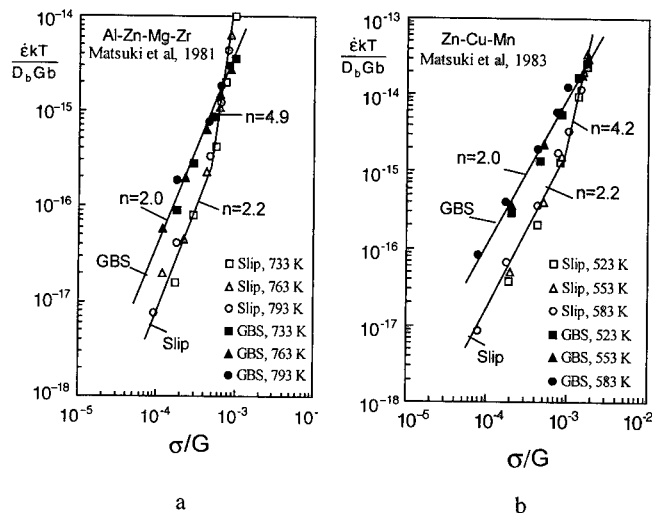 10⁻¹⁴
ε̇kT
D_bGb
Al-Zn-Mg-Zr
Matsuki et al, 1981
n=4.9
10⁻¹⁵
n=2.0
10⁻¹⁶
n=2.2
GBS
10⁻¹⁷
Slip
10⁻¹⁸
Slip, 733 K
Slip, 763 K
Slip, 793 K
GBS, 733 K
GBS, 763 K
GBS, 793 K
10⁻⁵
10⁻⁴
10⁻³
10⁻
σ/G
a
10⁻¹³
ε̇kT
D_bGb
Zn-Cu-Mn
Matsuki et al, 1983
10⁻¹⁴
n=4.2
n=2.0
10⁻¹⁵
n=2.2
GBS
10⁻¹⁶
10⁻¹⁷
Slip
10⁻¹⁸
Slip, 523 K
Slip, 553 K
Slip, 583 K
GBS, 523 K
GBS, 553 K
GBS, 583 K
10⁻⁵
10⁻⁴
10⁻³
10⁻²
σ/G
b